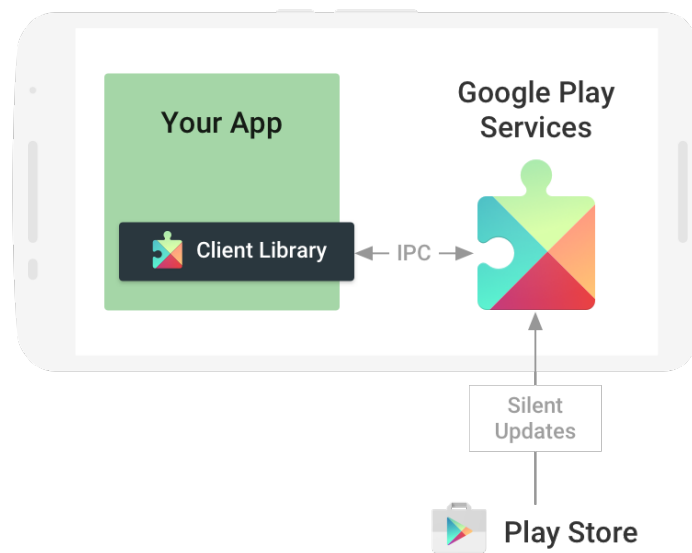 Your App
Google Play
Services
Client Library
IPC
Silent
Updates
Play Store